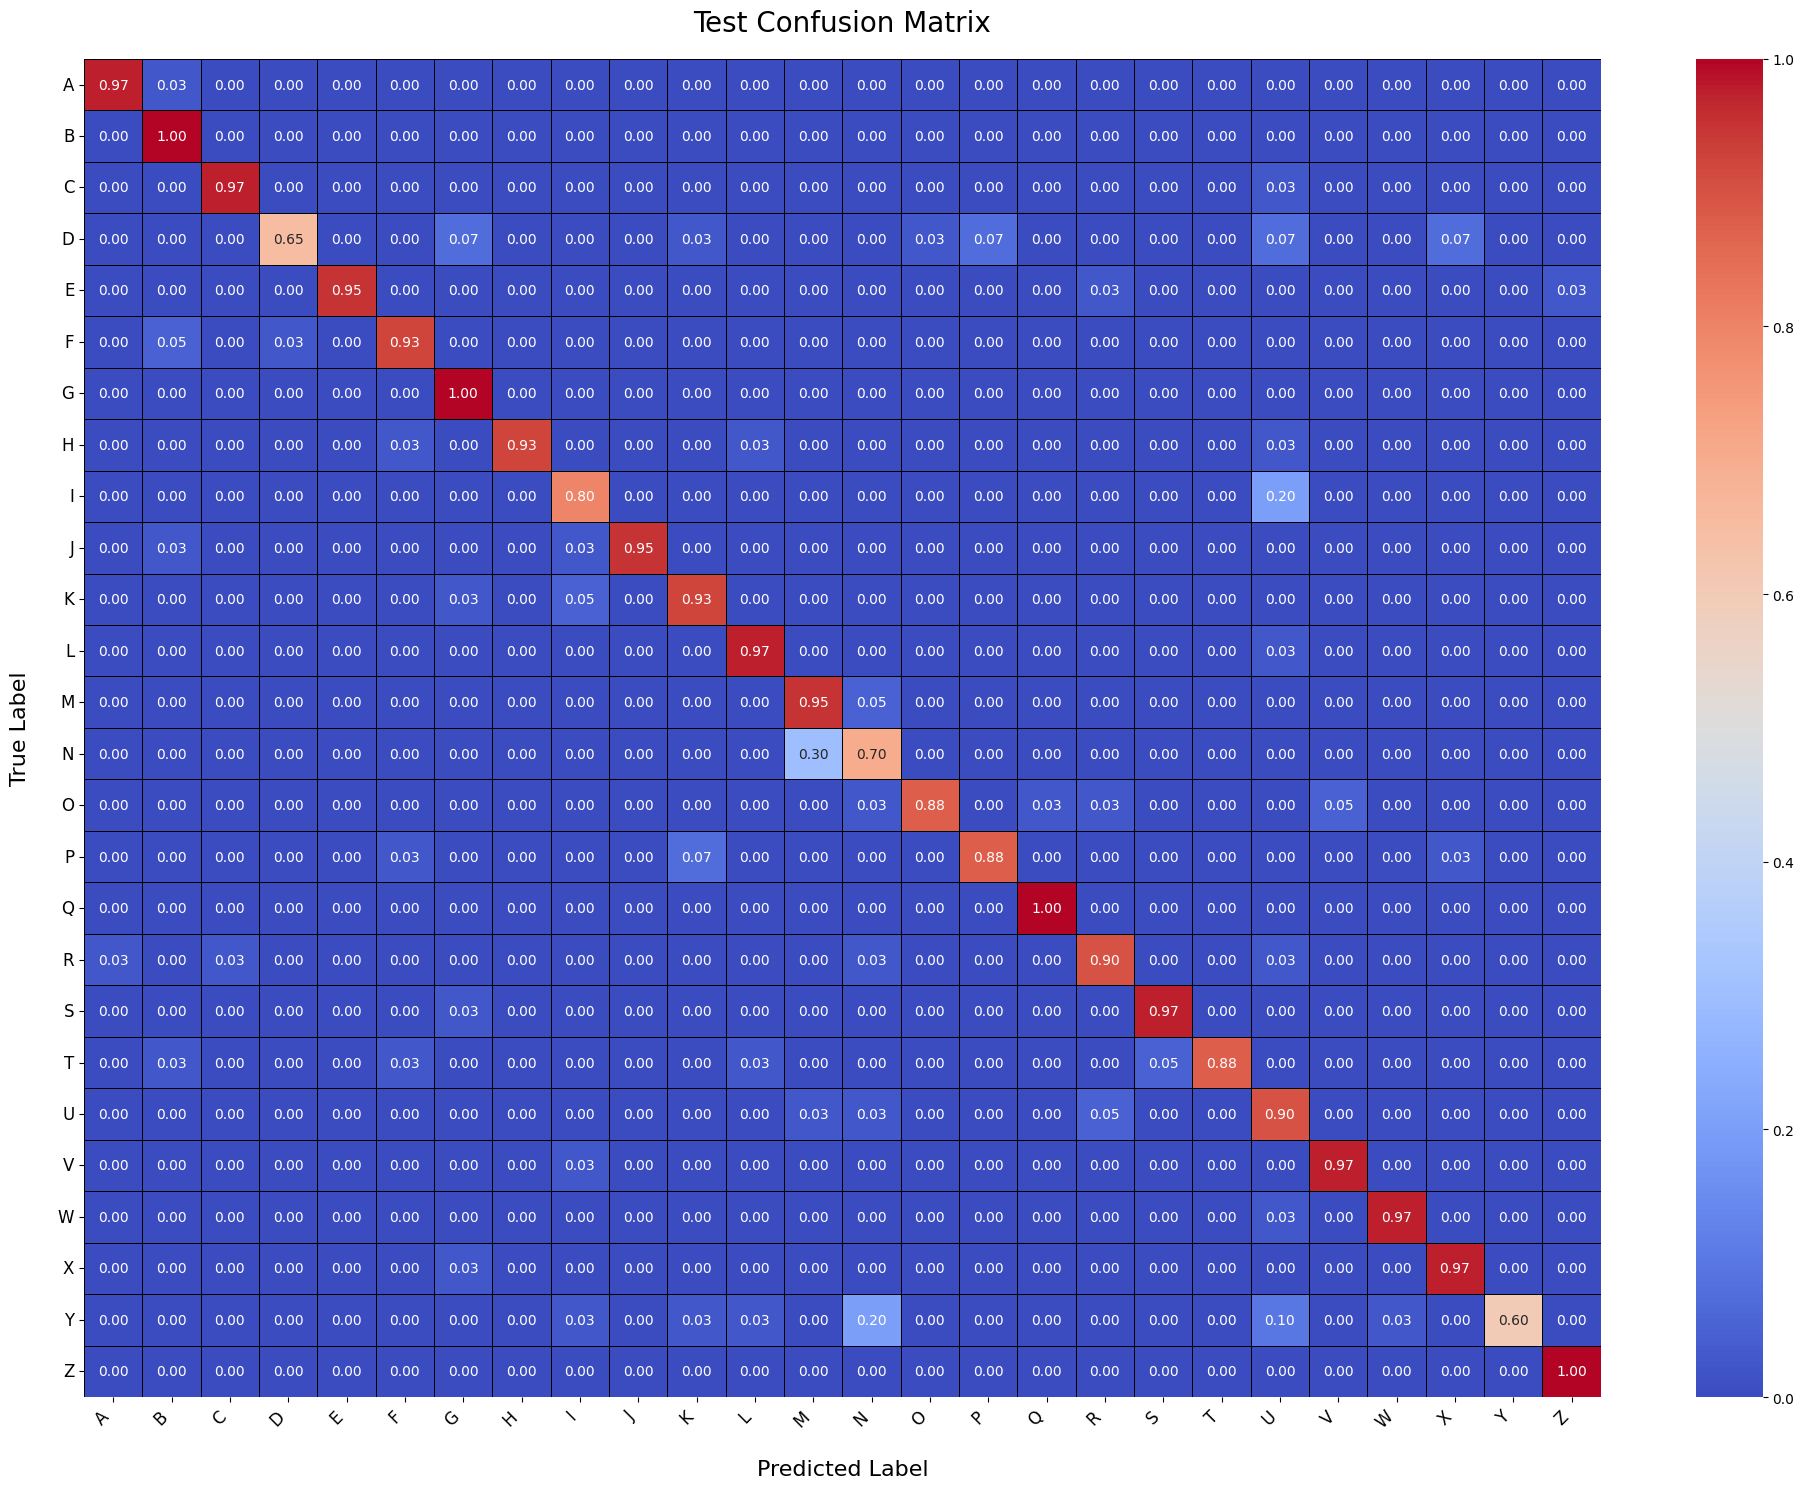 Test Confusion Matrix
A 0.97 0.03 0.00 0.00 0.00 0.00 0.00 0.00 0.00 0.00 0.00 0.00 0.00 0.00 0.00 0.00 0.00 0.00 0.00 0.00 0.00 0.00 0.00 0.00 0.00 0.00
B 0.00 1.00 0.00 0.00 0.00 0.00 0.00 0.00 0.00 0.00 0.00 0.00 0.00 0.00 0.00 0.00 0.00 0.00 0.00 0.00 0.00 0.00 0.00 0.00 0.00 0.00
C 0.00 0.00 0.97 0.00 0.00 0.00 0.00 0.00 0.00 0.00 0.00 0.00 0.00 0.00 0.00 0.00 0.00 0.00 0.00 0.00 0.03 0.00 0.00 0.00 0.00 0.00
D 0.00 0.00 0.00 0.65 0.00 0.00 0.07 0.00 0.00 0.00 0.03 0.00 0.00 0.00 0.03 0.07 0.00 0.00 0.00 0.00 0.07 0.00 0.00 0.07 0.00 0.00
E 0.00 0.00 0.00 0.00 0.95 0.00 0.00 0.00 0.00 0.00 0.00 0.00 0.00 0.00 0.00 0.00 0.00 0.03 0.00 0.00 0.00 0.00 0.00 0.00 0.00 0.03
F 0.00 0.05 0.00 0.03 0.00 0.93 0.00 0.00 0.00 0.00 0.00 0.00 0.00 0.00 0.00 0.00 0.00 0.00 0.00 0.00 0.00 0.00 0.00 0.00 0.00 0.00
G 0.00 0.00 0.00 0.00 0.00 0.00 1.00 0.00 0.00 0.00 0.00 0.00 0.00 0.00 0.00 0.00 0.00 0.00 0.00 0.00 0.00 0.00 0.00 0.00 0.00 0.00
H 0.00 0.00 0.00 0.00 0.00 0.03 0.00 0.93 0.00 0.00 0.00 0.03 0.00 0.00 0.00 0.00 0.00 0.00 0.00 0.00 0.03 0.00 0.00 0.00 0.00 0.00
I 0.00 0.00 0.00 0.00 0.00 0.00 0.00 0.00 0.80 0.00 0.00 0.00 0.00 0.00 0.00 0.00 0.00 0.00 0.00 0.00 0.20 0.00 0.00 0.00 0.00 0.00
J 0.00 0.03 0.00 0.00 0.00 0.00 0.00 0.00 0.03 0.95 0.00 0.00 0.00 0.00 0.00 0.00 0.00 0.00 0.00 0.00 0.00 0.00 0.00 0.00 0.00 0.00
K 0.00 0.00 0.00 0.00 0.00 0.00 0.03 0.00 0.05 0.00 0.93 0.00 0.00 0.00 0.00 0.00 0.00 0.00 0.00 0.00 0.00 0.00 0.00 0.00 0.00 0.00
L 0.00 0.00 0.00 0.00 0.00 0.00 0.00 0.00 0.00 0.00 0.00 0.97 0.00 0.00 0.00 0.00 0.00 0.00 0.00 0.00 0.03 0.00 0.00 0.00 0.00 0.00
M 0.00 0.00 0.00 0.00 0.00 0.00 0.00 0.00 0.00 0.00 0.00 0.00 0.95 0.05 0.00 0.00 0.00 0.00 0.00 0.00 0.00 0.00 0.00 0.00 0.00 0.00
N 0.00 0.00 0.00 0.00 0.00 0.00 0.00 0.00 0.00 0.00 0.00 0.00 0.30 0.70 0.00 0.00 0.00 0.00 0.00 0.00 0.00 0.00 0.00 0.00 0.00 0.00
O 0.00 0.00 0.00 0.00 0.00 0.00 0.00 0.00 0.00 0.00 0.00 0.00 0.00 0.03 0.88 0.00 0.03 0.03 0.00 0.00 0.00 0.05 0.00 0.00 0.00 0.00
P 0.00 0.00 0.00 0.00 0.00 0.03 0.00 0.00 0.00 0.00 0.07 0.00 0.00 0.00 0.00 0.88 0.00 0.00 0.00 0.00 0.00 0.00 0.00 0.03 0.00 0.00
Q 0.00 0.00 0.00 0.00 0.00 0.00 0.00 0.00 0.00 0.00 0.00 0.00 0.00 0.00 0.00 0.00 1.00 0.00 0.00 0.00 0.00 0.00 0.00 0.00 0.00 0.00
R 0.03 0.00 0.03 0.00 0.00 0.00 0.00 0.00 0.00 0.00 0.00 0.00 0.00 0.03 0.00 0.00 0.00 0.90 0.00 0.00 0.03 0.00 0.00 0.00 0.00 0.00
S 0.00 0.00 0.00 0.00 0.00 0.00 0.03 0.00 0.00 0.00 0.00 0.00 0.00 0.00 0.00 0.00 0.00 0.00 0.97 0.00 0.00 0.00 0.00 0.00 0.00 0.00
T 0.00 0.03 0.00 0.00 0.00 0.03 0.00 0.00 0.00 0.00 0.00 0.03 0.00 0.00 0.00 0.00 0.00 0.00 0.05 0.88 0.00 0.00 0.00 0.00 0.00 0.00
U 0.00 0.00 0.00 0.00 0.00 0.00 0.00 0.00 0.00 0.00 0.00 0.00 0.03 0.03 0.00 0.00 0.00 0.05 0.00 0.00 0.90 0.00 0.00 0.00 0.00 0.00
V 0.00 0.00 0.00 0.00 0.00 0.00 0.00 0.00 0.03 0.00 0.00 0.00 0.00 0.00 0.00 0.00 0.00 0.00 0.00 0.00 0.00 0.97 0.00 0.00 0.00 0.00
W 0.00 0.00 0.00 0.00 0.00 0.00 0.00 0.00 0.00 0.00 0.00 0.00 0.00 0.00 0.00 0.00 0.00 0.00 0.00 0.00 0.03 0.00 0.97 0.00 0.00 0.00
X 0.00 0.00 0.00 0.00 0.00 0.00 0.03 0.00 0.00 0.00 0.00 0.00 0.00 0.00 0.00 0.00 0.00 0.00 0.00 0.00 0.00 0.00 0.00 0.97 0.00 0.00
Y 0.00 0.00 0.00 0.00 0.00 0.00 0.00 0.00 0.03 0.00 0.03 0.03 0.00 0.20 0.00 0.00 0.00 0.00 0.00 0.00 0.10 0.00 0.03 0.00 0.60 0.00
Z 0.00 0.00 0.00 0.00 0.00 0.00 0.00 0.00 0.00 0.00 0.00 0.00 0.00 0.00 0.00 0.00 0.00 0.00 0.00 0.00 0.00 0.00 0.00 0.00 0.00 1.00
A B C D E F G H I J K L M N O P Q R S T U V W X Y Z
Predicted Label
True Label
1.0
0.8
0.6
0.4
0.2
0.0